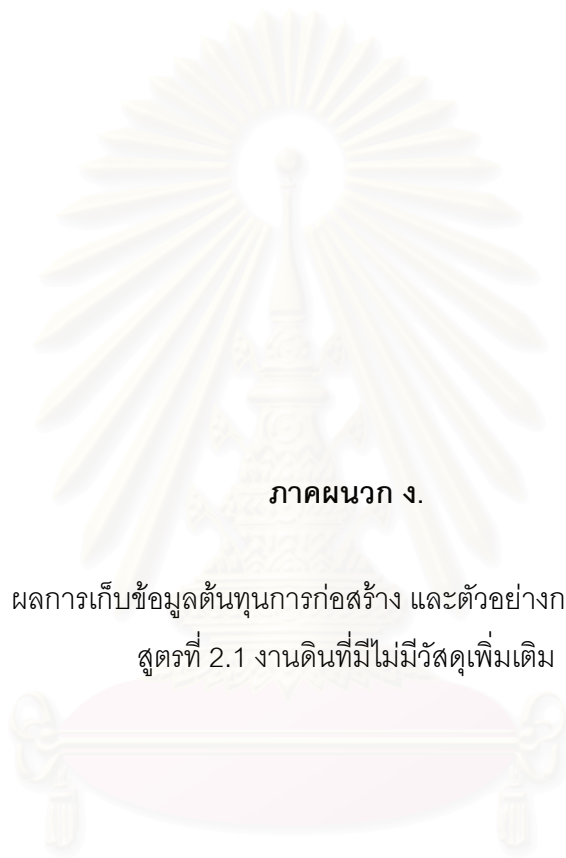 ภาคผนวก ง.
ผลการเก็บข้อมูลต้นทุนการก่อสร้าง และตัวอย่างก
สูตรที่ 2.1 งานดินที่มีไม่มีวัสดุเพิ่มเติม